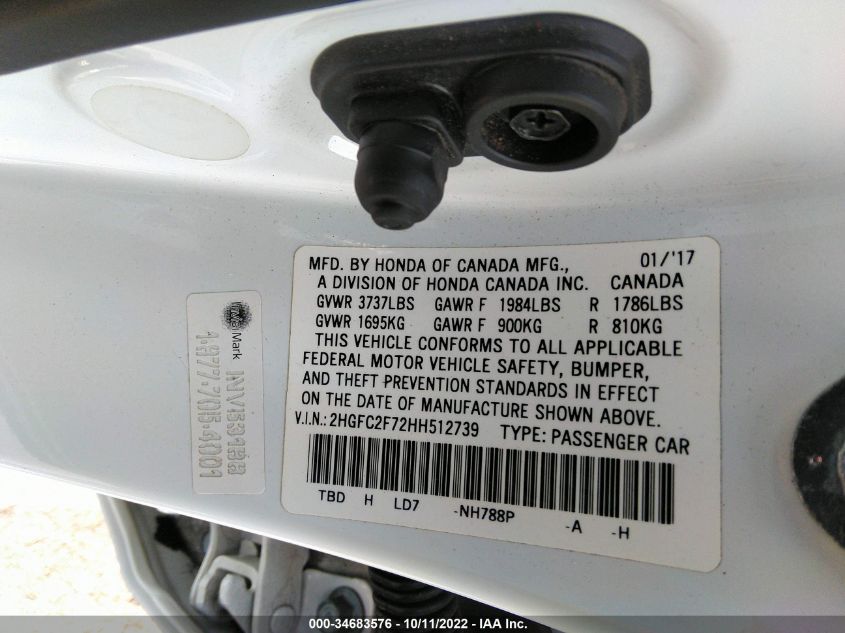 MFD. BY HONDA OF CANADA MFG., 01/'17
A DIVISION OF HONDA CANADA INC. CANADA
GVWR 3737LBS GAWR F 1984LBS R 1786LBS
GVWR 1695KG GAWR F 900KG R 810KG
THIS VEHICLE CONFORMS TO ALL APPLICABLE
FEDERAL MOTOR VEHICLE SAFETY, BUMPER,
AND THEFT PREVENTION STANDARDS IN EFFECT
ON THE DATE OF MANUFACTURE SHOWN ABOVE.
V.I.N.: 2HGFC2F72HH512739 TYPE: PASSENGER CAR
TBD H LD7 -NH788P -A -H
Mark
000-34683576 - 10/11/2022 - IAA Inc.